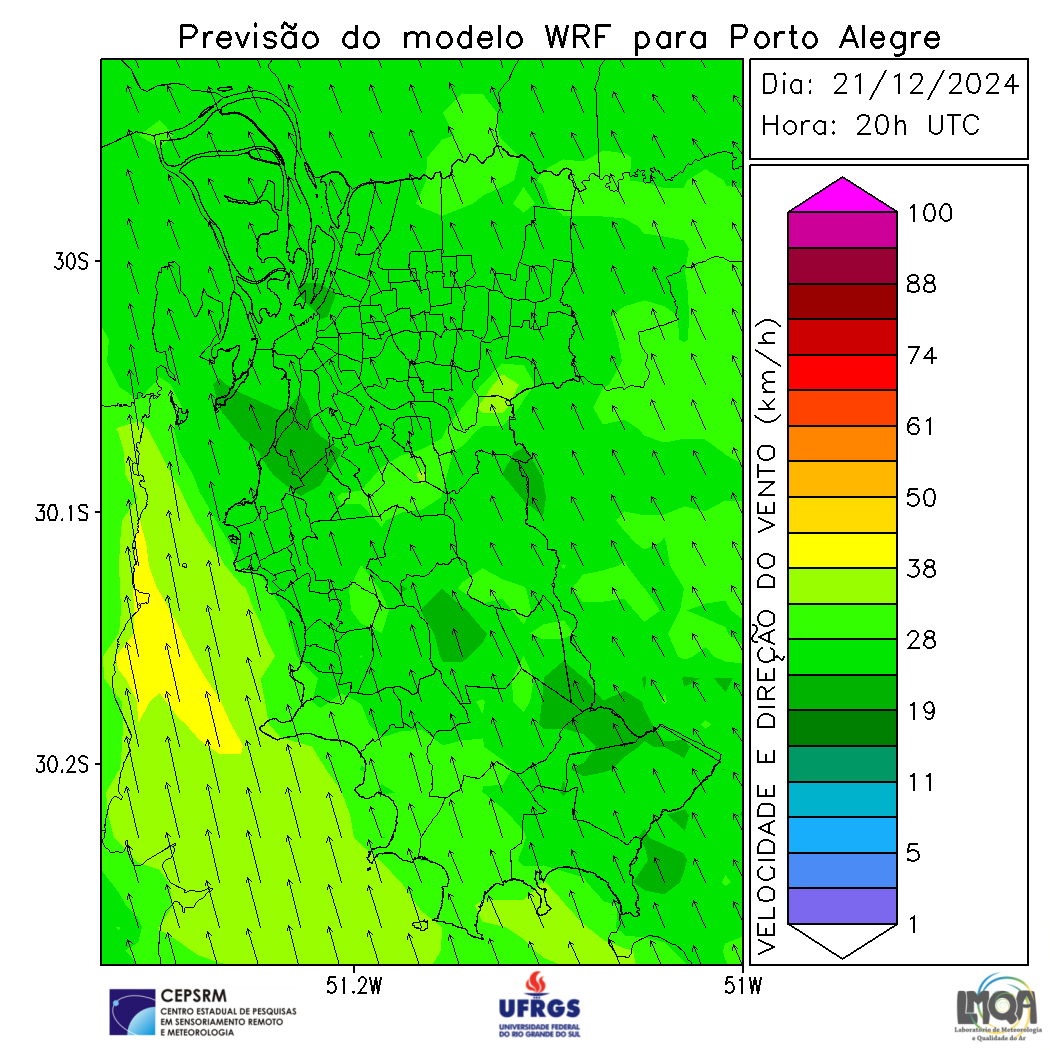 Previsão do modelo WRF para Porto Alegre
Dia: 21/12/2024
Hora: 20h UTC
30S
30.1S
30.2S
51.2W
51W
VELOCIDADE E DIREÇÃO DO VENTO (km/h)
100
88
74
61
50
38
28
19
11
5
1
CEPSRM
CENTRO ESTADUAL DE PESQUISAS
EM SENSORIAMENTO REMOTO
E METEOROLOGIA
UFRGS
UNIVERSIDADE FEDERAL
DO RIO GRANDE DO SUL
LMQA
Laboratório de Meteorologia
e Qualidade do Ar